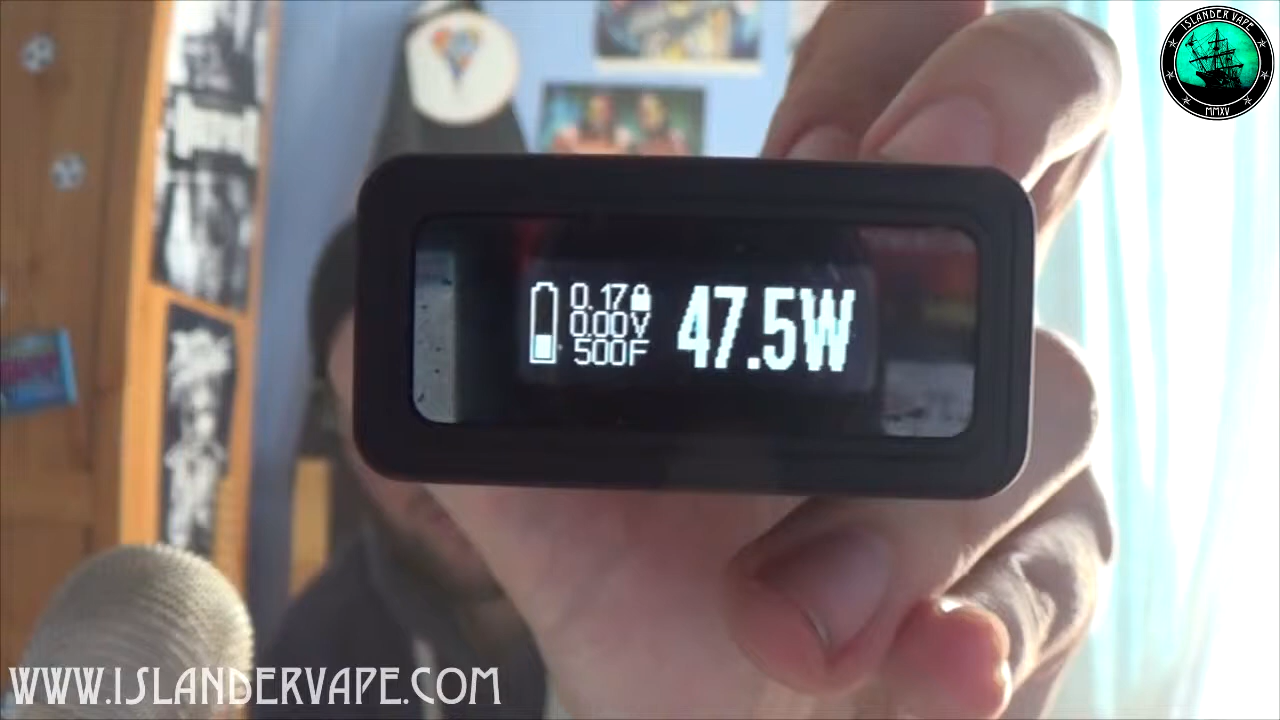 ISLANDER VAPE
MMXV
0.17
0.00V
500F
47.5W
WWW.ISLANDERVAPE.COM